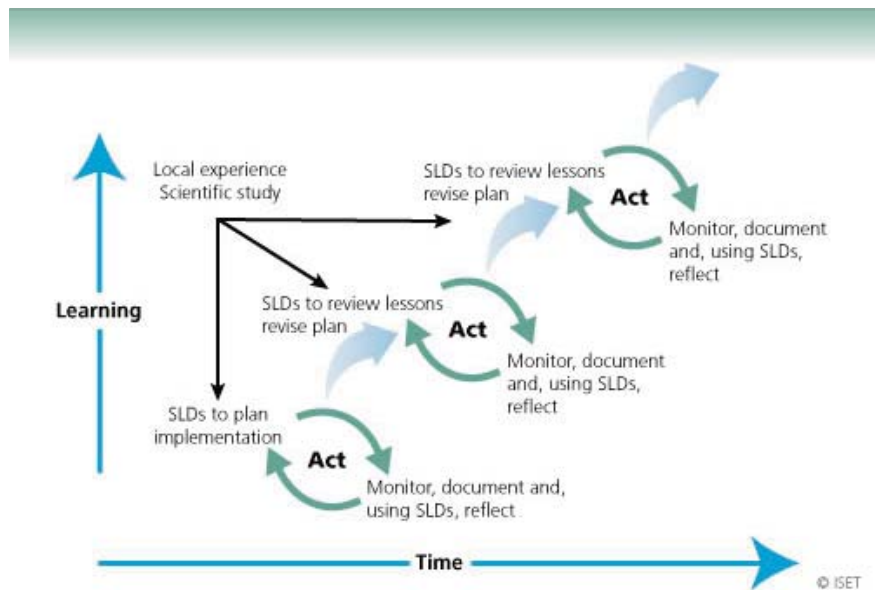 Local experience
Scientific study
SLDs to review lessons
revise plan
Act
Monitor, document
and, using SLDs,
reflect
Learning
SLDs to review lessons
revise plan
Act
Monitor, document
and, using SLDs,
reflect
SLDs to plan
implementation
Act
Monitor, document and,
using SLDs, reflect
Time
© ISET